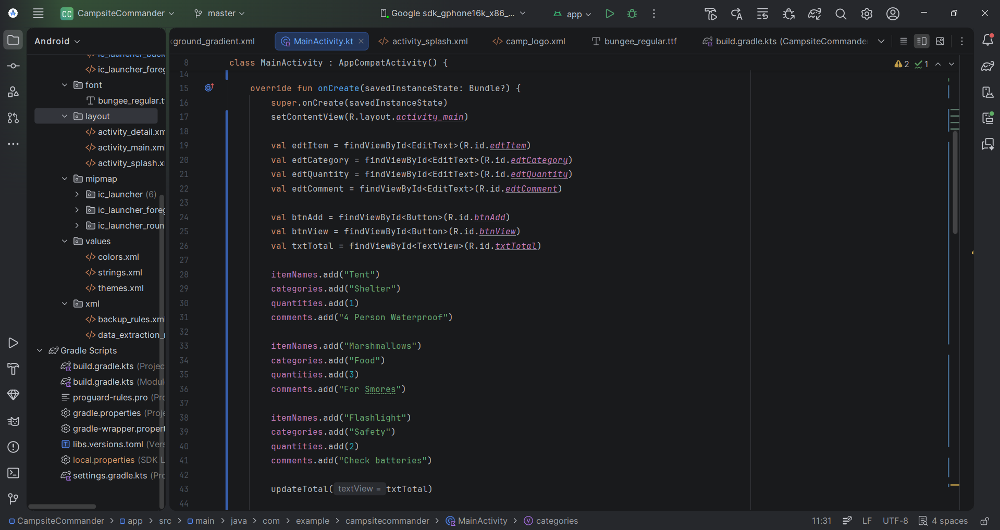 CC CampsiteCommander master Google sdk_gphone16k_x86_... app
Android
ground_gradient.xml MainActivity.kt activity_splash.xml camp_logo.xml bungee_regular.ttf build.gradle.kts (CampsiteCommander
ic_launcher_back
ic_launcher_foreg
font
bungee_regular.tt
layout
activity_detail.xm
activity_main.xml
activity_splash.x
mipmap
ic_launcher (6)
ic_launcher_foreg
ic_launcher_roun
values
colors.xml
strings.xml
themes.xml
xml
backup_rules.xml
data_extraction_
Gradle Scripts
build.gradle.kts (Projec
build.gradle.kts (Modul
proguard-rules.pro (Pro
gradle.properties (Proje
gradle-wrapper.propert
libs.versions.toml (Vers
local.properties (SDK L
settings.gradle.kts (Pro
8 class MainActivity : AppCompatActivity() {
2 1
14
15 override fun onCreate(savedInstanceState: Bundle?) {
16 super.onCreate(savedInstanceState)
17 setContentView(R.layout.activity_main)
18
19 val edtItem = findViewById<EditText>(R.id.edtItem)
20 val edtCategory = findViewById<EditText>(R.id.edtCategory)
21 val edtQuantity = findViewById<EditText>(R.id.edtQuantity)
22 val edtComment = findViewById<EditText>(R.id.edtComment)
23
24 val btnAdd = findViewById<Button>(R.id.btnAdd)
25 val btnView = findViewById<Button>(R.id.btnView)
26 val txtTotal = findViewById<TextView>(R.id.txtTotal)
27
28 itemNames.add("Tent")
29 categories.add("Shelter")
30 quantities.add(1)
31 comments.add("4 Person Waterproof")
32
33 itemNames.add("Marshmallows")
34 categories.add("Food")
35 quantities.add(3)
36 comments.add("For Smores")
37
38 itemNames.add("Flashlight")
39 categories.add("Safety")
40 quantities.add(2)
41 comments.add("Check batteries")
42
43 updateTotal( textView = txtTotal)
44
CampsiteCommander > app > src > main > java > com > example > campsitecommander > MainActivity > categories
11:31 LF UTF-8 4 spaces